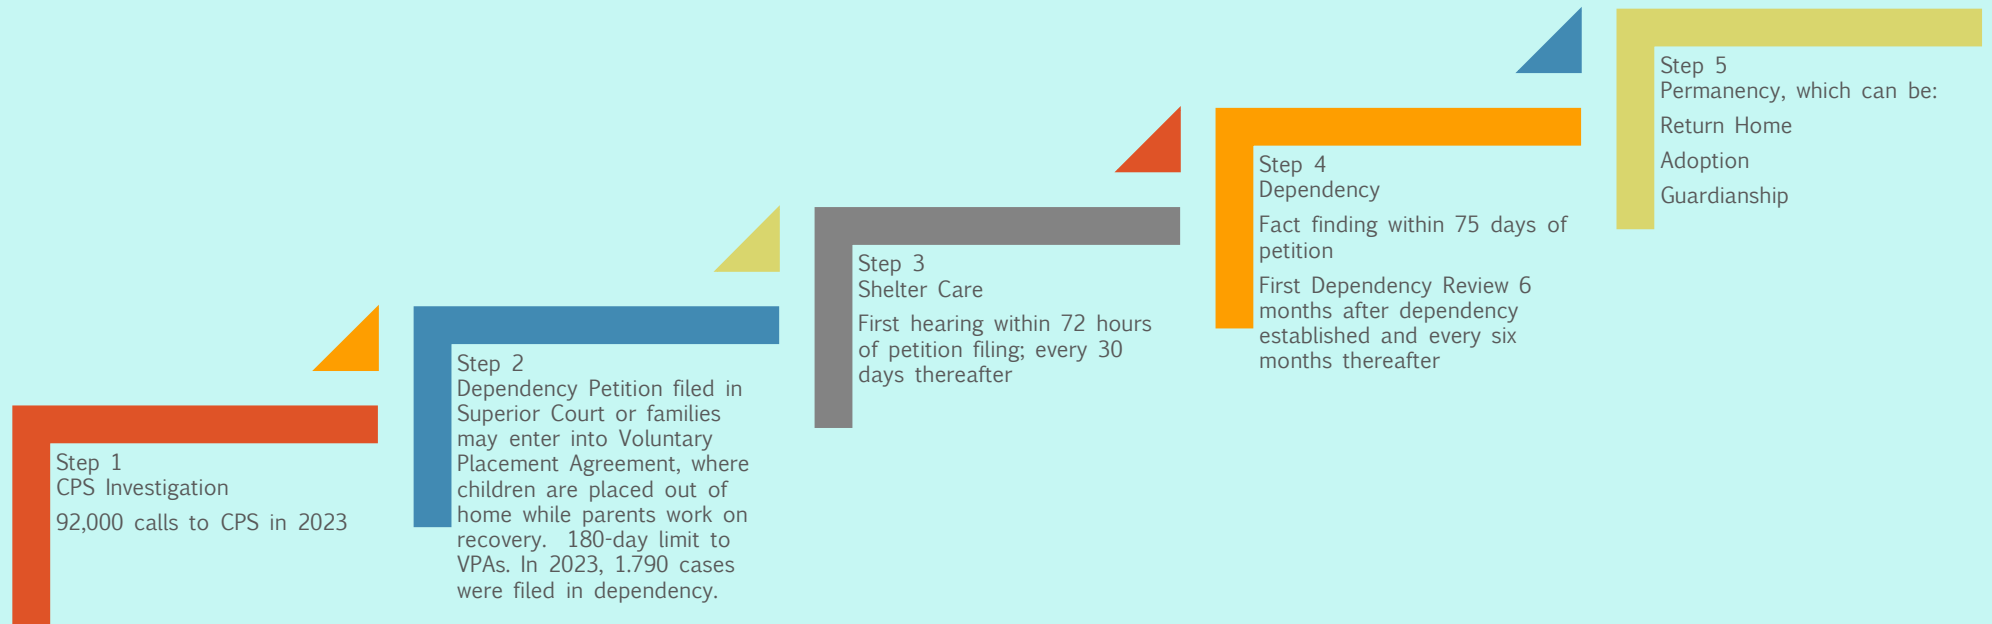 Step 1
CPS Investigation
92,000 calls to CPS in 2023
Step 2
Dependency Petition filed in
Superior Court or families
may enter into Voluntary
Placement Agreement, where
children are placed out of
home while parents work on
recovery.  180-day limit to
VPAs. In 2023, 1.790 cases
were filed in dependency.
Step 3
Shelter Care
First hearing within 72 hours
of petition filing; every 30
days thereafter
Step 4
Dependency
Fact finding within 75 days of
petition
First Dependency Review 6
months after dependency
established and every six
months thereafter
Step 5
Permanency, which can be:
Return Home
Adoption
Guardianship